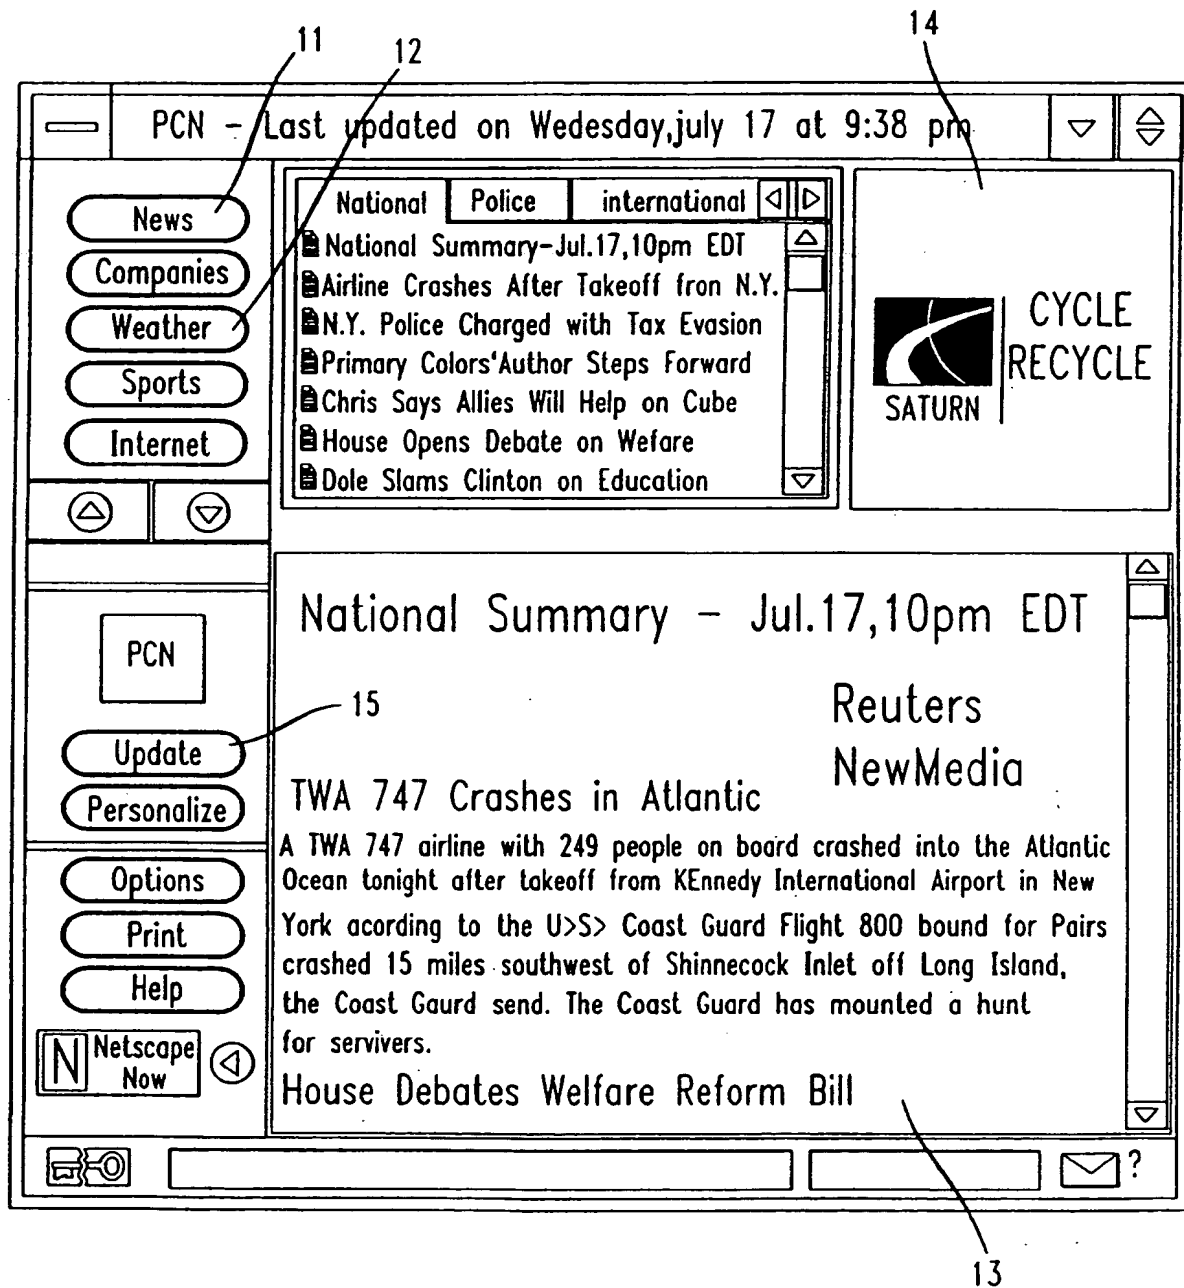 11
12
14
PCN - Last updated on Wedesday,july 17 at 9:38 pm
News
Companies
Weather
Sports
Internet
National Police international
National Summary-Jul.17,10pm EDT
Airline Crashes After Takeoff fron N.Y.
N.Y. Police Charged with Tax Evasion
Primary Colors'Author Steps Forward
Chris Says Allies Will Help on Cube
House Opens Debate on Wefare
Dole Slams Clinton on Education
SATURN
CYCLE
RECYCLE
PCN
15
Update
Personalize
Options
Print
Help
N Netscape
Now
National Summary - Jul.17,10pm EDT
Reuters
NewMedia
TWA 747 Crashes in Atlantic
A TWA 747 airline with 249 people on board crashed into the Atlantic
Ocean tonight after takeoff from KEnnedy International Airport in New
York acording to the U>S> Coast Guard Flight 800 bound for Pairs
crashed 15 miles southwest of Shinnecock Inlet off Long Island,
the Coast Gaurd send. The Coast Guard has mounted a hunt
for servivers.
House Debates Welfare Reform Bill
?
13